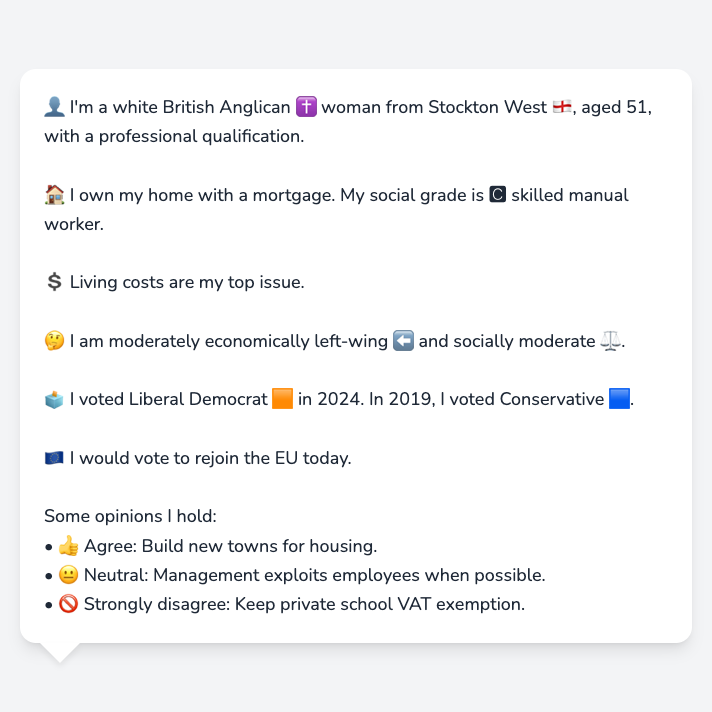 👤 I'm a white British Anglican ✝️ woman from Stockton West 🏴󠁧󠁢󠁥󠁮󠁧󠁿, aged 51,
with a professional qualification.
🏠 I own my home with a mortgage. My social grade is C skilled manual
worker.
💲 Living costs are my top issue.
🤔 I am moderately economically left-wing ⬅️ and socially moderate ⚖️.
🗳️ I voted Liberal Democrat 🟧 in 2024. In 2019, I voted Conservative 🟦.
🇪🇺 I would vote to rejoin the EU today.
Some opinions I hold:
• 👍 Agree: Build new towns for housing.
• 😐 Neutral: Management exploits employees when possible.
• 🚫 Strongly disagree: Keep private school VAT exemption.